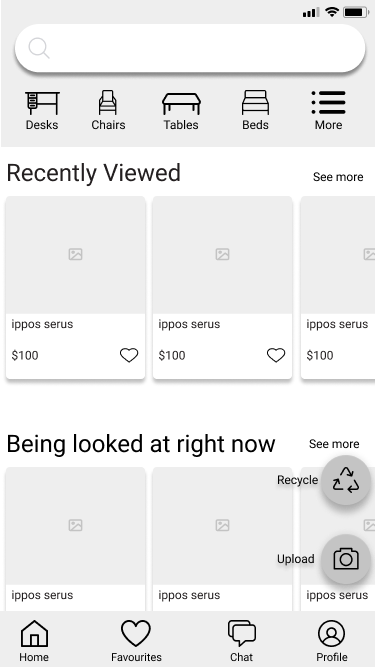 Desks Chairs Tables Beds More
Recently Viewed See more
ippos serus ippos serus ippos serus
$100 $100 $100
Being looked at right now See more
Recycle
Upload
ippos serus ippos serus ippos serus
Home Favourites Chat Profile